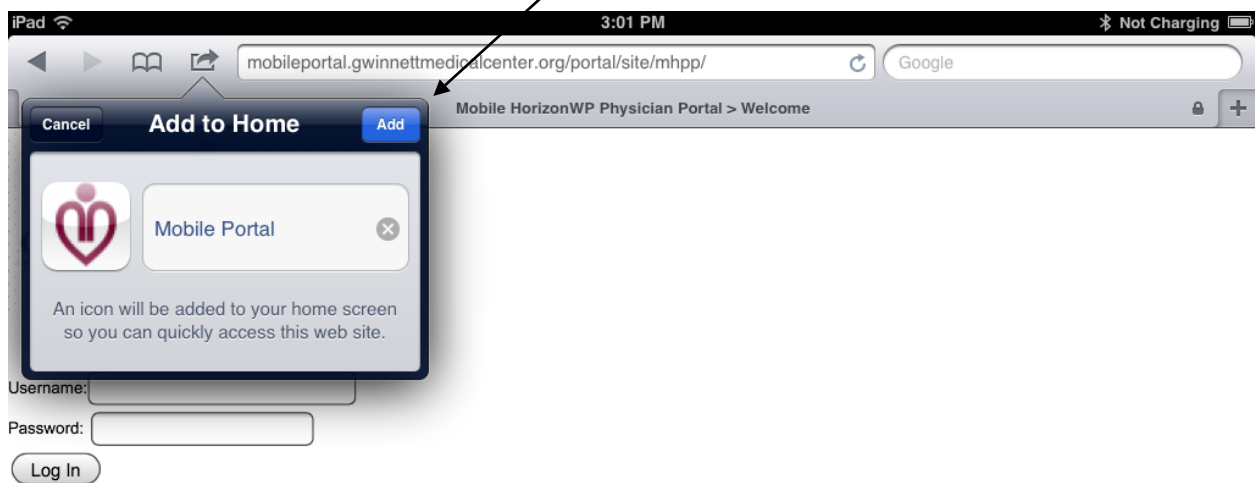 iPad 3:01 PM Not Charging
mobileportal.gwinnettmedicalcenter.org/portal/site/mhpp/ Google
Mobile HorizonWP Physician Portal > Welcome
Cancel Add to Home Add
Mobile Portal
An icon will be added to your home screen
so you can quickly access this web site.
Username:
Password:
Log In